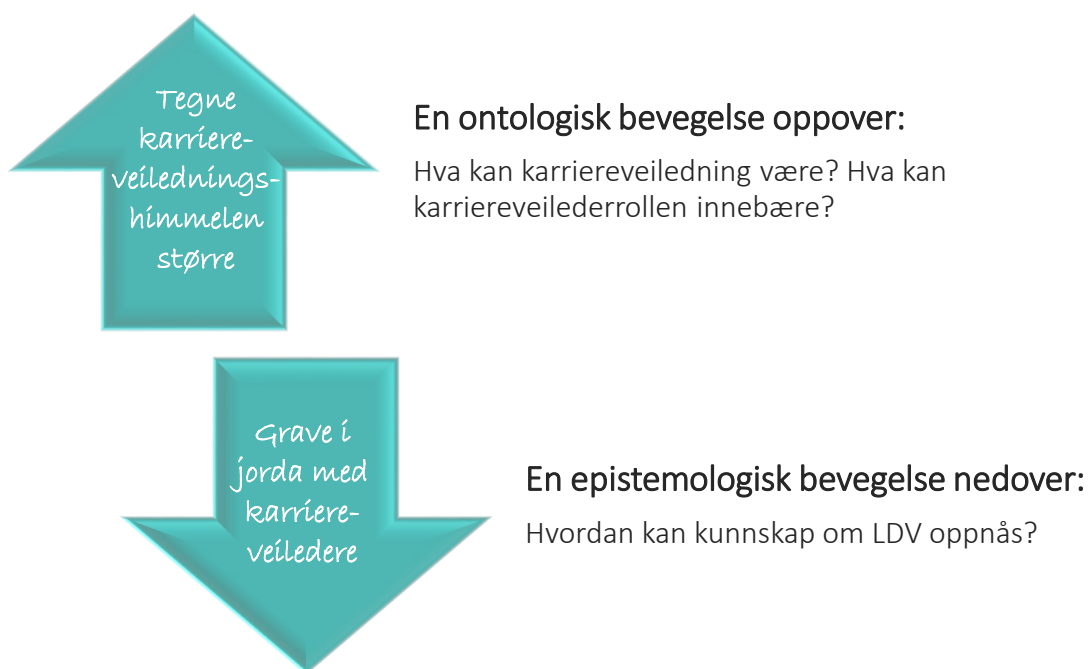 Tegne
karriere-
veilednings-
himmelen
større
En ontologisk bevegelse oppover:
Hva kan karriereveiledning være? Hva kan
karriereveilederrollen innebære?
Grave i
jorda med
karriere-
veiledere
En epistemologisk bevegelse nedover:
Hvordan kan kunnskap om LDV oppnås?